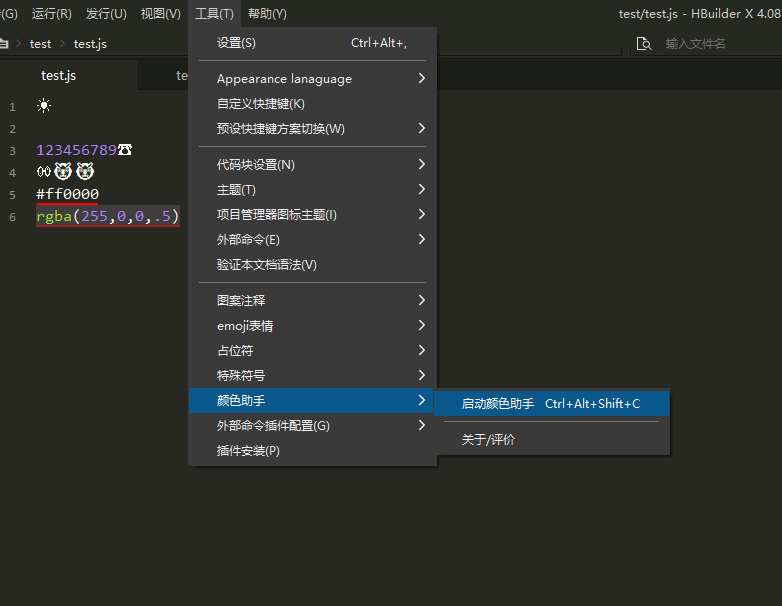 (G) 运行(R) 发行(U) 视图(V) 工具(T) 帮助(Y) test/test.js - HBuilder X 4.08
test test.js 输入文件名
test.js te
1 ☀
2
3 123456789☎
4 👀🐯🐯
5 #ff0000
6 rgba(255,0,0,.5)
设置(S) Ctrl+Alt+,
Appearance lanaguage
自定义快捷键(K)
预设快捷键方案切换(W)
代码块设置(N)
主题(T)
项目管理器图标主题(I)
外部命令(E)
验证本文档语法(V)
图案注释
emoji表情
占位符
特殊符号
颜色助手
启动颜色助手 Ctrl+Alt+Shift+C
外部命令插件配置(G)
关于/评价
插件安装(P)